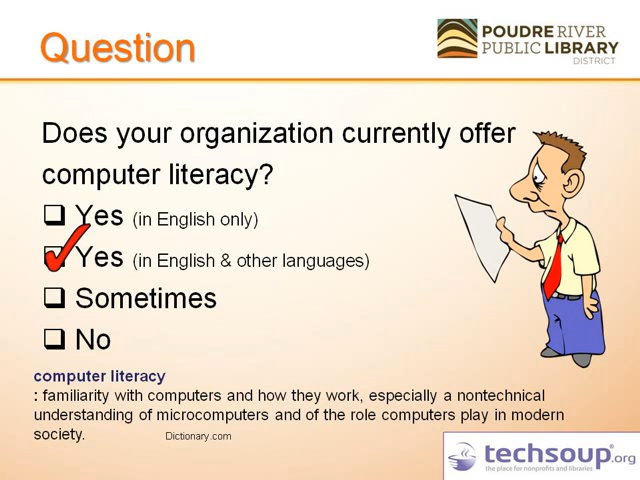 Question
POUDRE RIVER
PUBLIC LIBRARY
DISTRICT
Does your organization currently offer
computer literacy?
Yes (in English only)
Yes (in English & other languages)
Sometimes
No
computer literacy
: familiarity with computers and how they work, especially a nontechnical
understanding of microcomputers and of the role computers play in modern
society. Dictionary.com
techsoup.org
the place for nonprofits and libraries